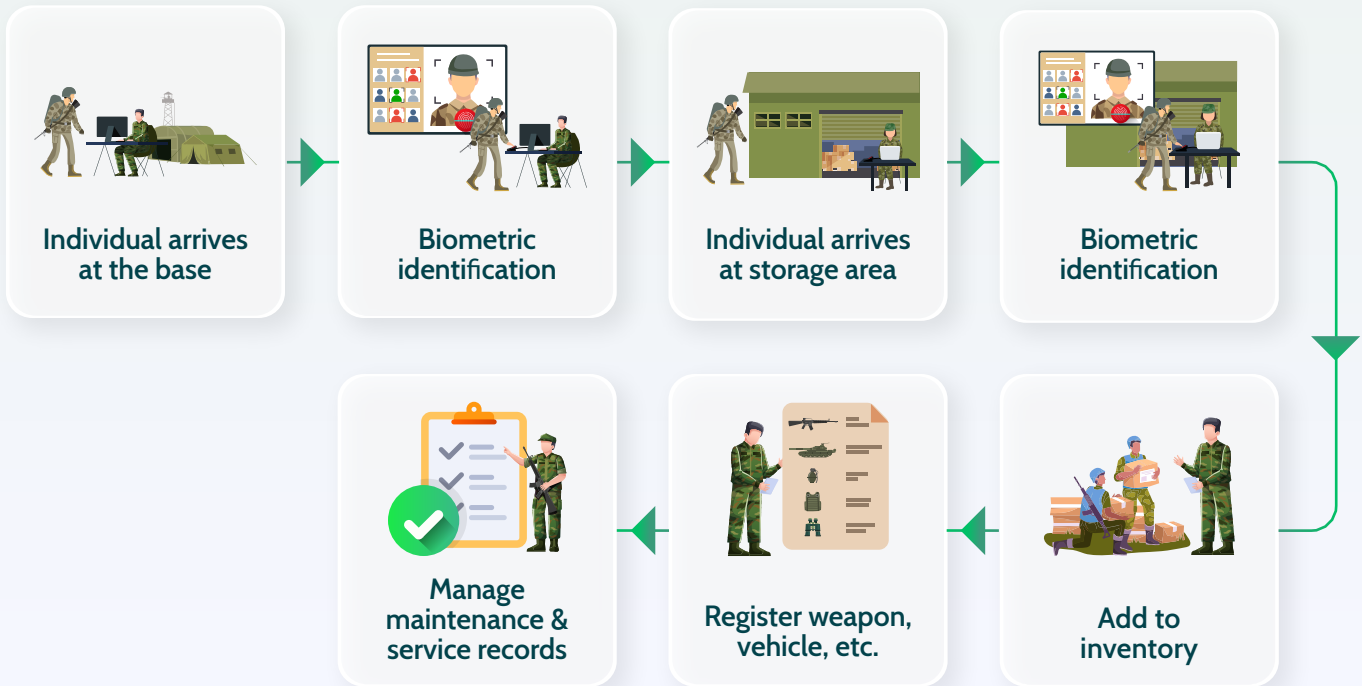 Individual arrives
at the base
Biometric
identification
Individual arrives
at storage area
Biometric
identification
Add to
inventory
Register weapon,
vehicle, etc.
Manage
maintenance &
service records